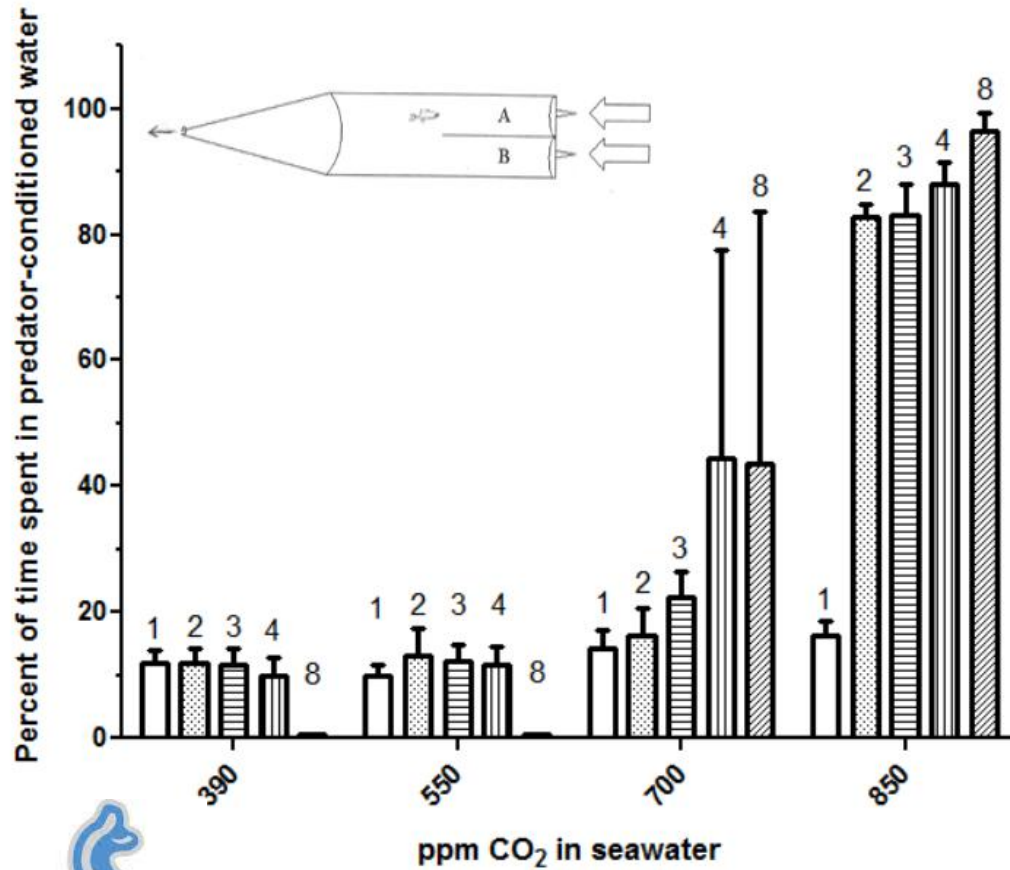 Percent of time spent in predator-conditioned water
100
80
60
40
20
0
A
B
1 2 3 4 8
1 2 3 4 8
1 2 3 4 8
1 2 3 4 8
390 550 700 850
ppm CO₂ in seawater